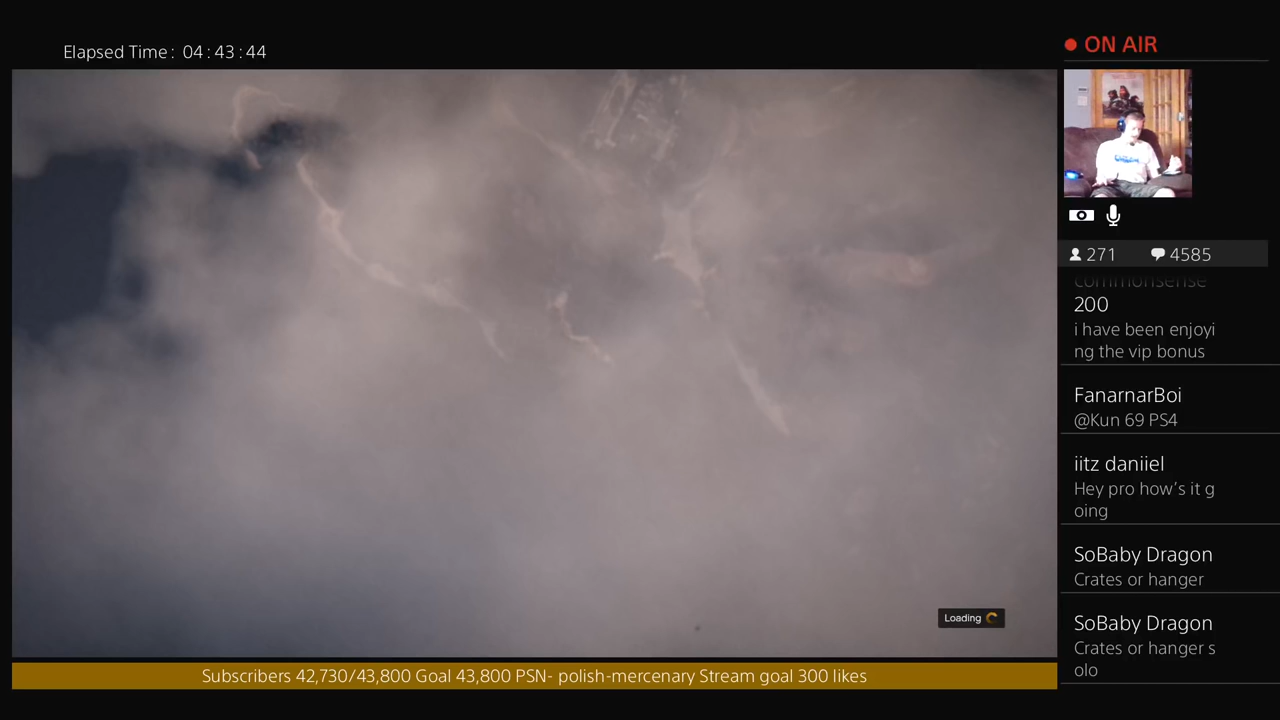 Elapsed Time: 04:43:44
ON AIR
271 4585
commonsense
200
i have been enjoyi
ng the vip bonus
FanarnarBoi
@Kun 69 PS4
iitz daniiel
Hey pro how's it g
oing
SoBaby Dragon
Crates or hanger
SoBaby Dragon
Crates or hanger s
olo
Loading
Subscribers 42,730/43,800 Goal 43,800 PSN- polish-mercenary Stream goal 300 likes